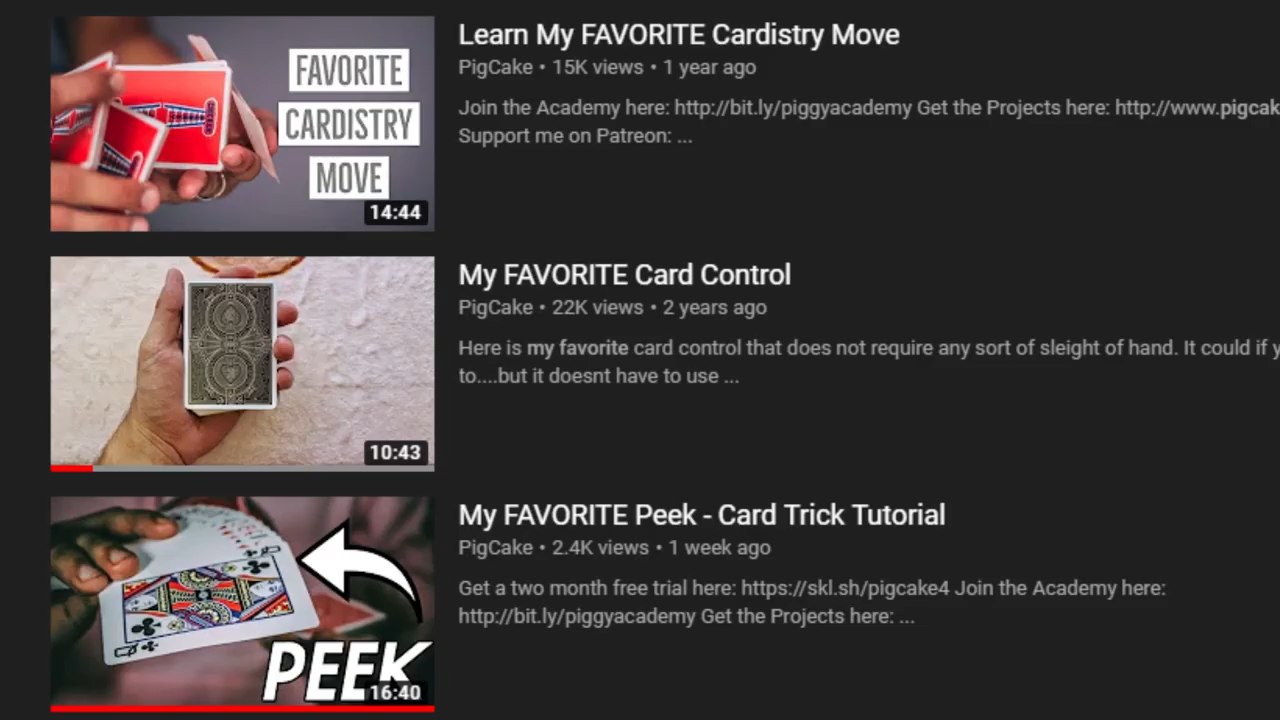 FAVORITE
CARDISTRY
MOVE
14:44
Learn My FAVORITE Cardistry Move
PigCake • 15K views • 1 year ago
Join the Academy here: http://bit.ly/piggyacademy Get the Projects here: http://www.pigcak
Support me on Patreon: ...
10:43
My FAVORITE Card Control
PigCake • 22K views • 2 years ago
Here is my favorite card control that does not require any sort of sleight of hand. It could if y
to....but it doesnt have to use ...
Q
Q
PEEK
16:40
My FAVORITE Peek - Card Trick Tutorial
PigCake • 2.4K views • 1 week ago
Get a two month free trial here: https://skl.sh/pigcake4 Join the Academy here:
http://bit.ly/piggyacademy Get the Projects here: ...